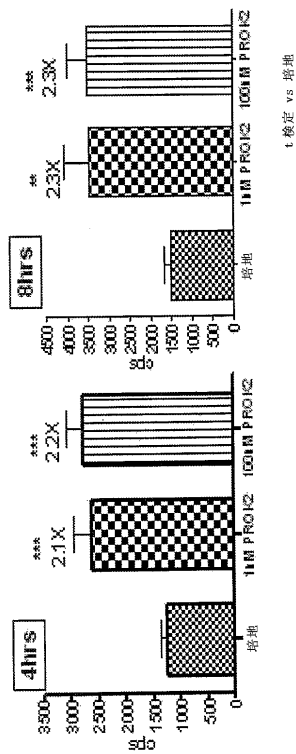 4hrs
cps
3500
3000
2500
2000
1500
1000
500
0
***
2.1X
***
2.2X
培地
1nM PROK2
100nM PROK2
8hrs
cps
4500
4000
3500
3000
2500
2000
1500
1000
500
0
**
2.3X
***
2.3X
培地
1nM PROK2
100nM PROK2
t 検定 vs 培地